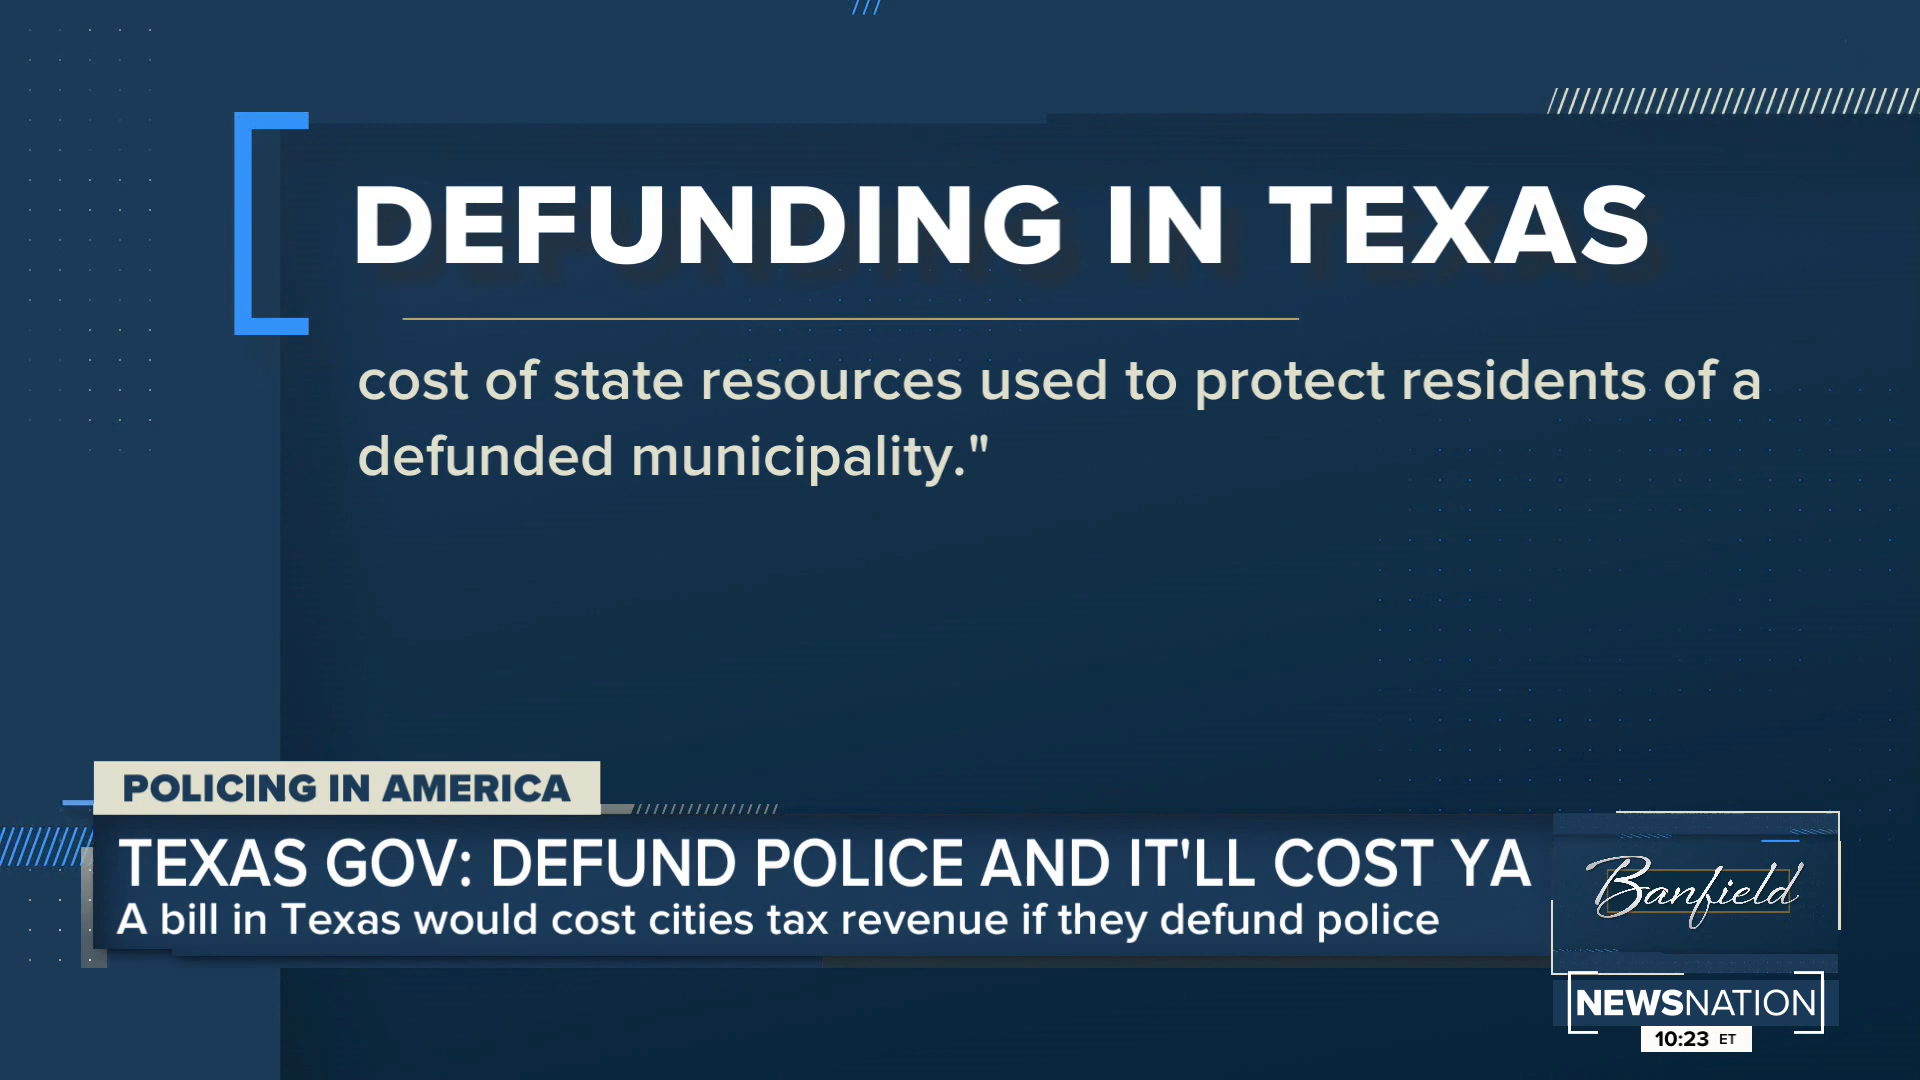 DEFUNDING IN TEXAS
cost of state resources used to protect residents of a
defunded municipality."
POLICING IN AMERICA
TEXAS GOV: DEFUND POLICE AND IT'LL COST YA
A bill in Texas would cost cities tax revenue if they defund police
Banfield
NEWSNATION
10:23 ET